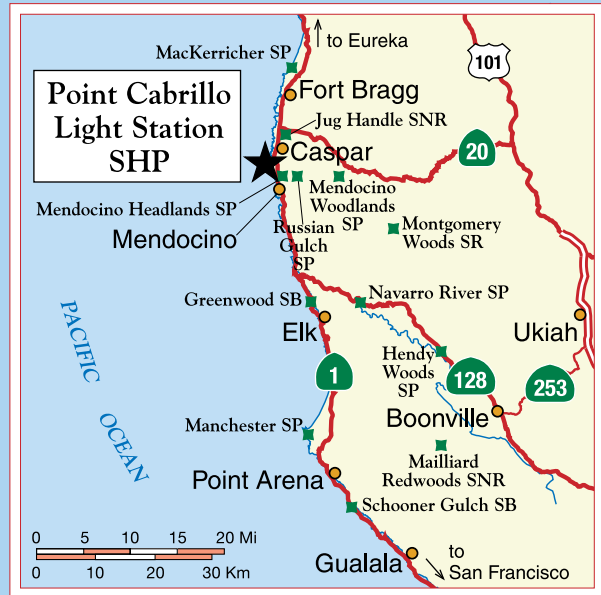 to Eureka
MacKerricher SP
101
Point Cabrillo
Light Station
SHP
Fort Bragg
Jug Handle SNR
Caspar
20
Mendocino Headlands SP
Mendocino
Woodlands
SP
Russian
Gulch
SP
Mendocino
Montgomery
Woods SR
Greenwood SB
Navarro River SP
Elk
Ukiah
PACIFIC
OCEAN
Hendy
Woods
SP
1
128
253
Boonville
Manchester SP
Mailliard
Redwoods SNR
Point Arena
Schooner Gulch SB
0 5 10 15 20 Mi
0 10 20 30 Km
Gualala
to
San Francisco